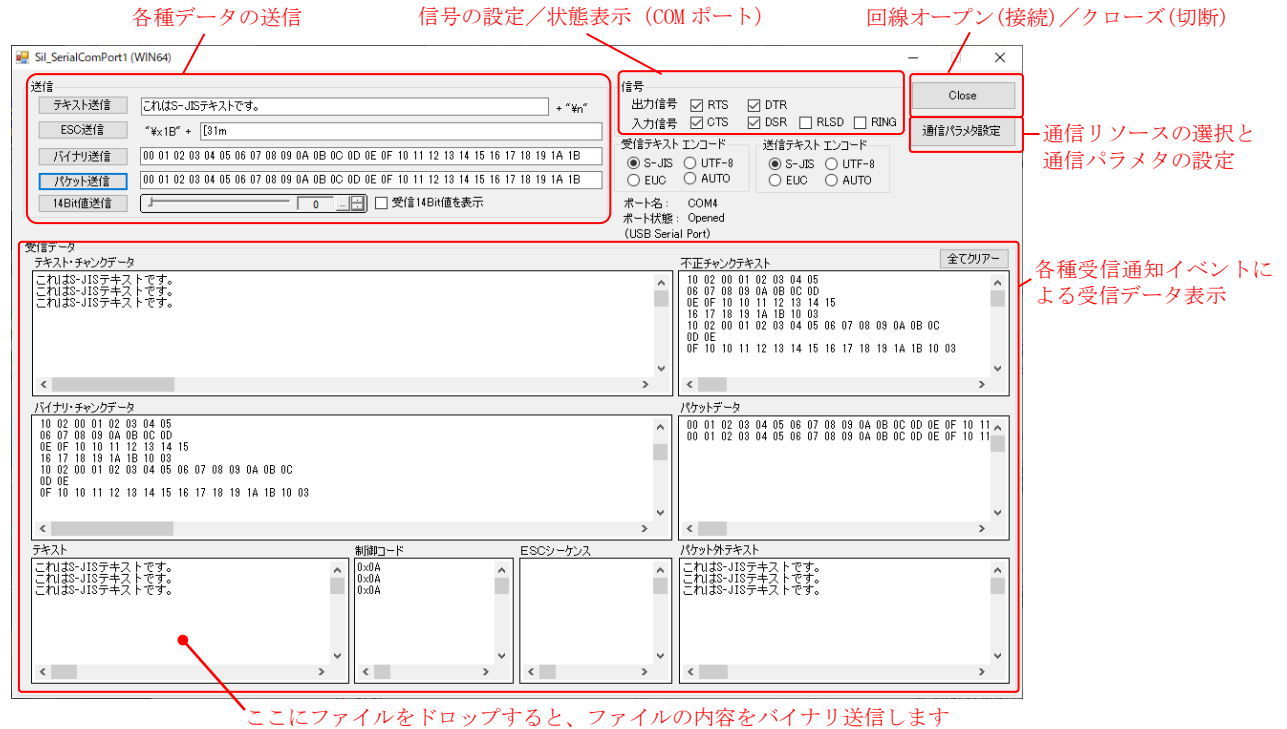 各種データの送信
信号の設定／状態表示（COM ポート）
回線オープン(接続)／クローズ(切断)
Sil_SerialComPort1 (WIN64)
送信
テキスト送信 これはS-JISテキストです。 + "¥n"
ESC送信 "¥x1B" + [31m
バイナリ送信 00 01 02 03 04 05 06 07 08 09 0A 0B 0C 0D 0E 0F 10 11 12 13 14 15 16 17 18 19 1A 1B
パケット送信 00 01 02 03 04 05 06 07 08 09 0A 0B 0C 0D 0E 0F 10 11 12 13 14 15 16 17 18 19 1A 1B
14Bit値送信 0 ... 受信14Bit値を表示
信号
出力信号 RTS DTR
入力信号 CTS DSR RLSD RING
Close
通信パラメタ設定
通信リソースの選択と
通信パラメタの設定
受信テキスト エンコード
S-JIS UTF-8
EUC AUTO
送信テキスト エンコード
S-JIS UTF-8
EUC AUTO
ポート名： COM4
ポート状態： Opened
(USB Serial Port)
受信データ
全てクリアー
テキスト・チャンクデータ
これはS-JISテキストです。
これはS-JISテキストです。
これはS-JISテキストです。
不正チャンクテキスト
10 02 00 01 02 03 04 05
06 07 08 09 0A 0B 0C 0D
0E 0F 10 10 11 12 13 14 15
16 17 18 19 1A 1B 10 03
10 02 00 01 02 03 04 05 06 07 08 09 0A 0B 0C
0D 0E
0F 10 10 11 12 13 14 15 16 17 18 19 1A 1B 10 03
各種受信通知イベントに
よる受信データ表示
バイナリ・チャンクデータ
10 02 00 01 02 03 04 05
06 07 08 09 0A 0B 0C 0D
0E 0F 10 10 11 12 13 14 15
16 17 18 19 1A 1B 10 03
10 02 00 01 02 03 04 05 06 07 08 09 0A 0B 0C
0D 0E
0F 10 10 11 12 13 14 15 16 17 18 19 1A 1B 10 03
パケットデータ
00 01 02 03 04 05 06 07 08 09 0A 0B 0C 0D 0E 0F 10 11
00 01 02 03 04 05 06 07 08 09 0A 0B 0C 0D 0E 0F 10 11
テキスト
これはS-JISテキストです。
これはS-JISテキストです。
これはS-JISテキストです。
制御コード
0x0A
0x0A
0x0A
ESCシーケンス
パケット外テキスト
これはS-JISテキストです。
これはS-JISテキストです。
これはS-JISテキストです。
ここにファイルをドロップすると、ファイルの内容をバイナリ送信します